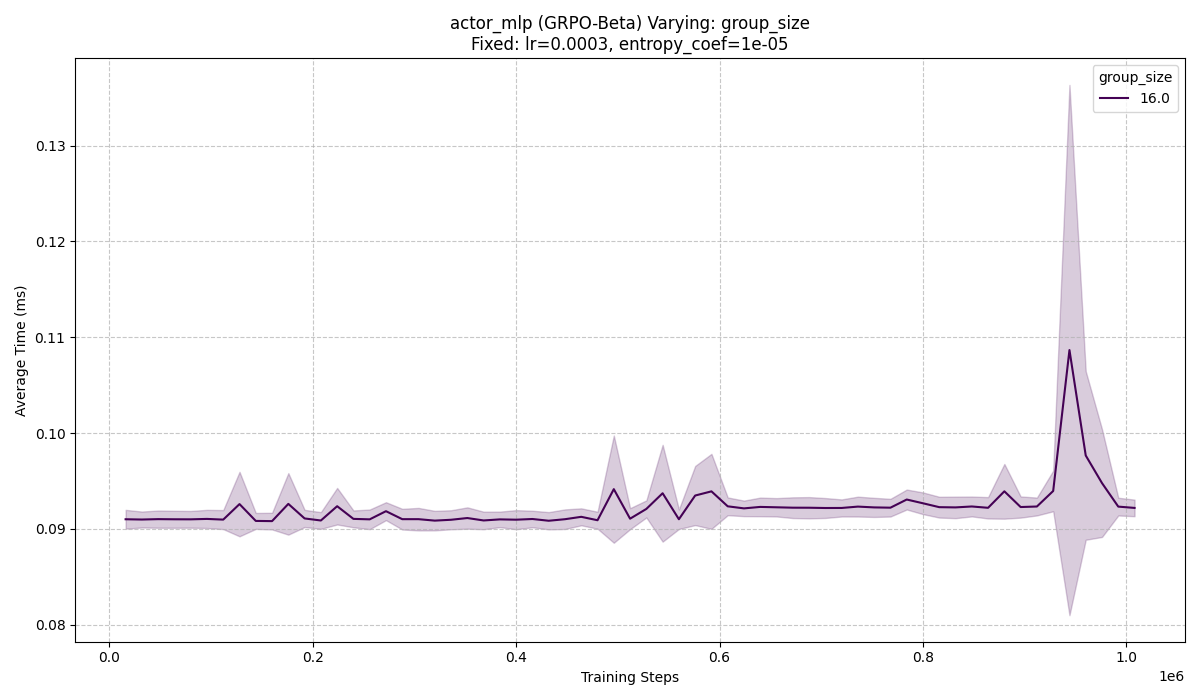 actor_mlp (GRPO-Beta) Varying: group_size
Fixed: lr=0.0003, entropy_coef=1e-05
group_size
16.0
Average Time (ms)
0.13
0.12
0.11
0.10
0.09
0.08
0.0 0.2 0.4 0.6 0.8 1.0
1e6
Training Steps